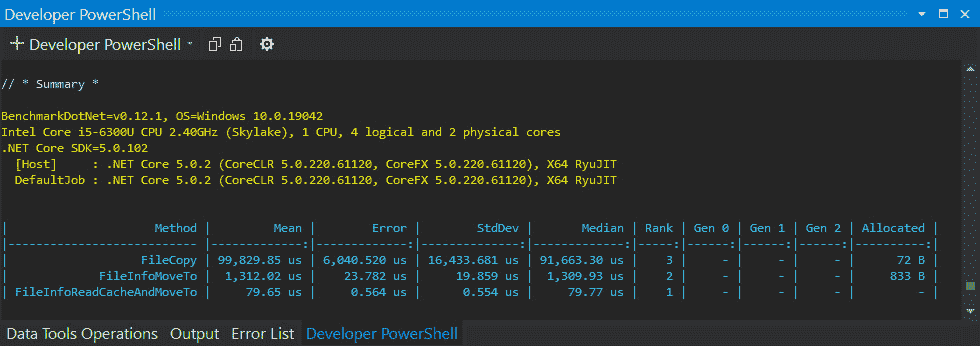 Developer PowerShell
Developer PowerShell
// * Summary *
BenchmarkDotNet=v0.12.1, OS=Windows 10.0.19042
Intel Core i5-6300U CPU 2.40GHz (Skylake), 1 CPU, 4 logical and 2 physical cores
.NET Core SDK=5.0.102
  [Host]     : .NET Core 5.0.2 (CoreCLR 5.0.220.61120, CoreFX 5.0.220.61120), X64 RyuJIT
  DefaultJob : .NET Core 5.0.2 (CoreCLR 5.0.220.61120, CoreFX 5.0.220.61120), X64 RyuJIT
|                     Method |         Mean |        Error |        StdDev |       Median | Rank | Gen 0 | Gen 1 | Gen 2 | Allocated |
|--------------------------- |-------------:|-------------:|--------------:|-------------:|-----:|------:|------:|------:|----------:|
|                   FileCopy | 99,829.85 us | 6,040.520 us | 16,433.681 us | 91,663.30 us |    3 |     - |     - |     - |      72 B |
|             FileInfoMoveTo |  1,312.02 us |    23.782 us |     19.859 us |  1,309.93 us |    2 |     - |     - |     - |     833 B |
| FileInfoReadCacheAndMoveTo |     79.65 us |     0.564 us |      0.554 us |     79.77 us |    1 |     - |     - |     - |         - |
Data Tools Operations Output Error List Developer PowerShell